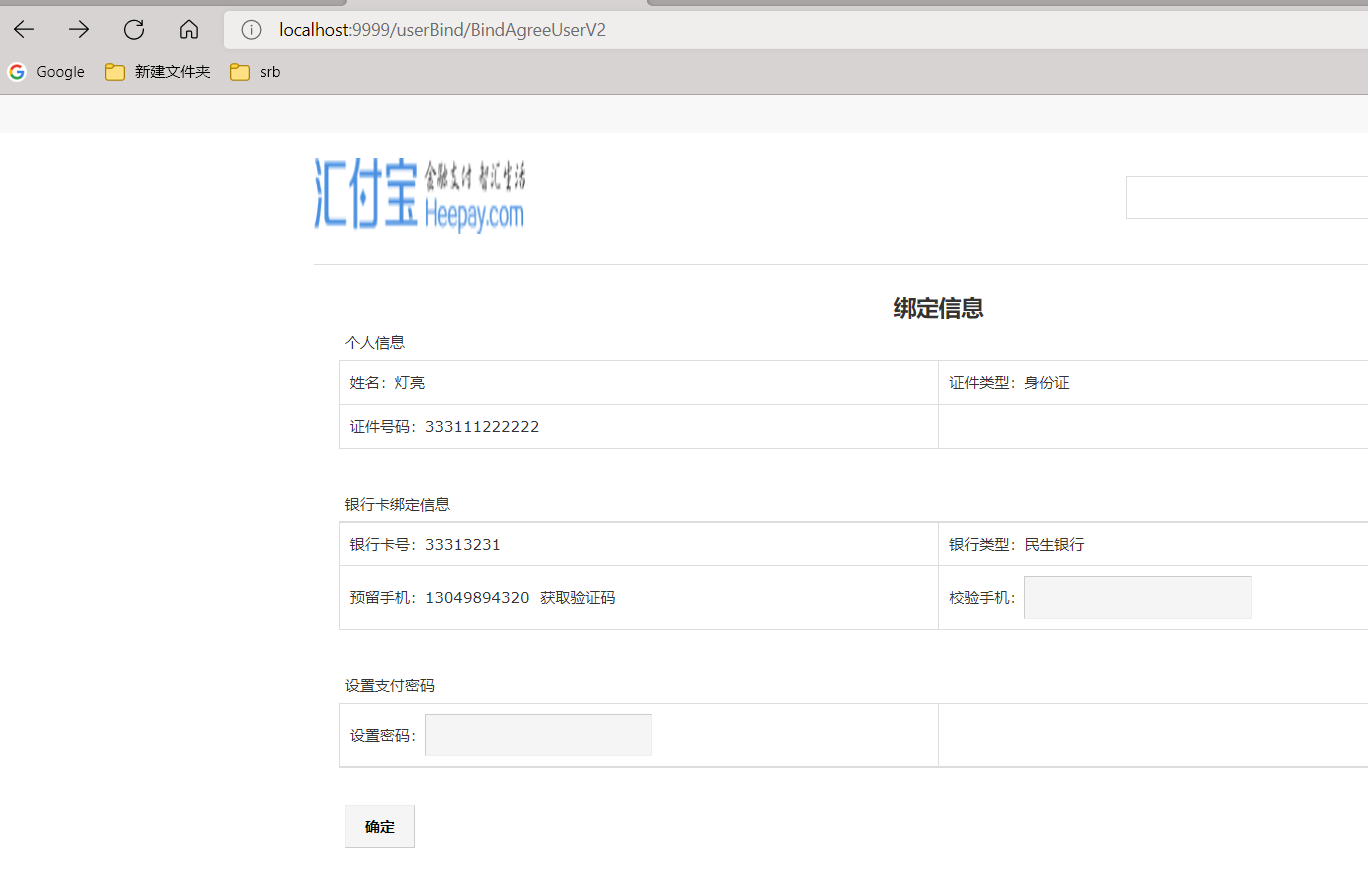 localhost:9999/userBind/BindAgreeUserV2
Google 新建文件夹 srb
汇付宝 金融支付 智汇生活
Heepay.com
绑定信息
个人信息
姓名：灯亮 证件类型：身份证
证件号码：333111222222
银行卡绑定信息
银行卡号：33313231 银行类型：民生银行
预留手机：13049894320 获取验证码 校验手机：
设置支付密码
设置密码：
确定